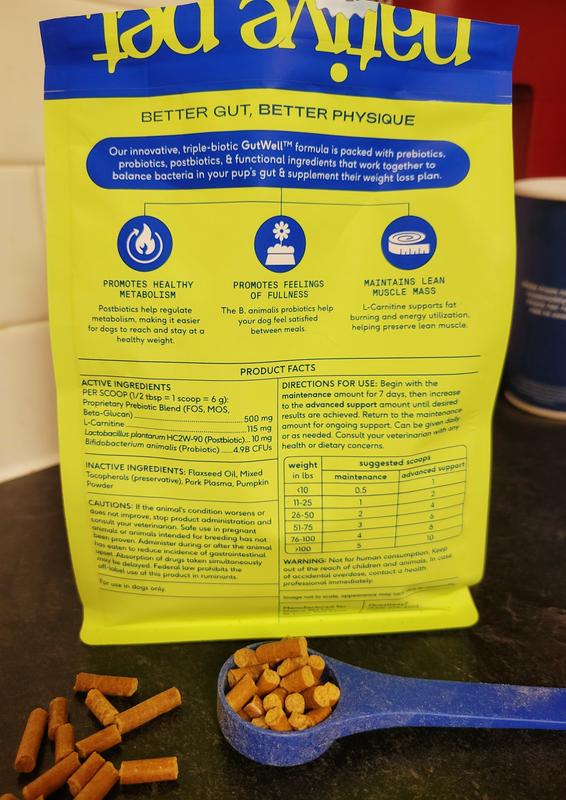 native pet
BETTER GUT, BETTER PHYSIQUE
Our innovative, triple-biotic GutWell™ formula is packed with prebiotics,
probiotics, postbiotics, & functional ingredients that work together to
balance bacteria in your pup's gut & supplement their weight loss plan.
PROMOTES HEALTHY
METABOLISM
Postbiotics help regulate
metabolism, making it easier
for dogs to reach and stay at a
healthy weight.
PROMOTES FEELINGS
OF FULLNESS
The B. animalis probiotics help
your dog feel satisfied
between meals.
MAINTAINS LEAN
MUSCLE MASS
L-Carnitine supports fat
burning and energy utilization,
helping preserve lean muscle.
PRODUCT FACTS
ACTIVE INGREDIENTS
PER SCOOP (1/2 tbsp = 1 scoop = 6 g):
Proprietary Prebiotic Blend (FOS, MOS,
Beta-Glucan) 500 mg
L-Carnitine 115 mg
Lactobacillus plantarum HC2W-90 (Postbiotic)... 10 mg
Bifidobacterium animalis (Probiotic) .....4.9B CFUs
INACTIVE INGREDIENTS: Flaxseed Oil, Mixed
Tocopherols (preservative), Pork Plasma, Pumpkin
Powder
CAUTIONS: If the animal's condition worsens or
does not improve, stop product administration and
consult your veterinarian. Safe use in pregnant
animals or animals intended for breeding has not
been proven. Administer during or after the animal
has eaten to reduce incidence of gastrointestinal
upset. Absorption of drugs taken simultaneously
may be delayed. Federal law prohibits the
off-label use of this product in ruminants.
For use in dogs only.
DIRECTIONS FOR USE: Begin with the
maintenance amount for 7 days, then increase
to the advanced support amount until desired
results are achieved. Return to the maintenance
amount for ongoing support. Can be given daily
or as needed. Consult your veterinarian with any
health or dietary concerns.
weight in lbs suggested scoops
maintenance advanced support
<10 0.5 1
11-25 1 2
26-50 2 4
51-75 3 6
76-100 4 8
>100 5 10
WARNING: Not for human consumption. Keep
out of the reach of children and animals. In case
of accidental overdose, contact a health
professional immediately.
Image not to scale, appearance may
Manufactured for
Questions?